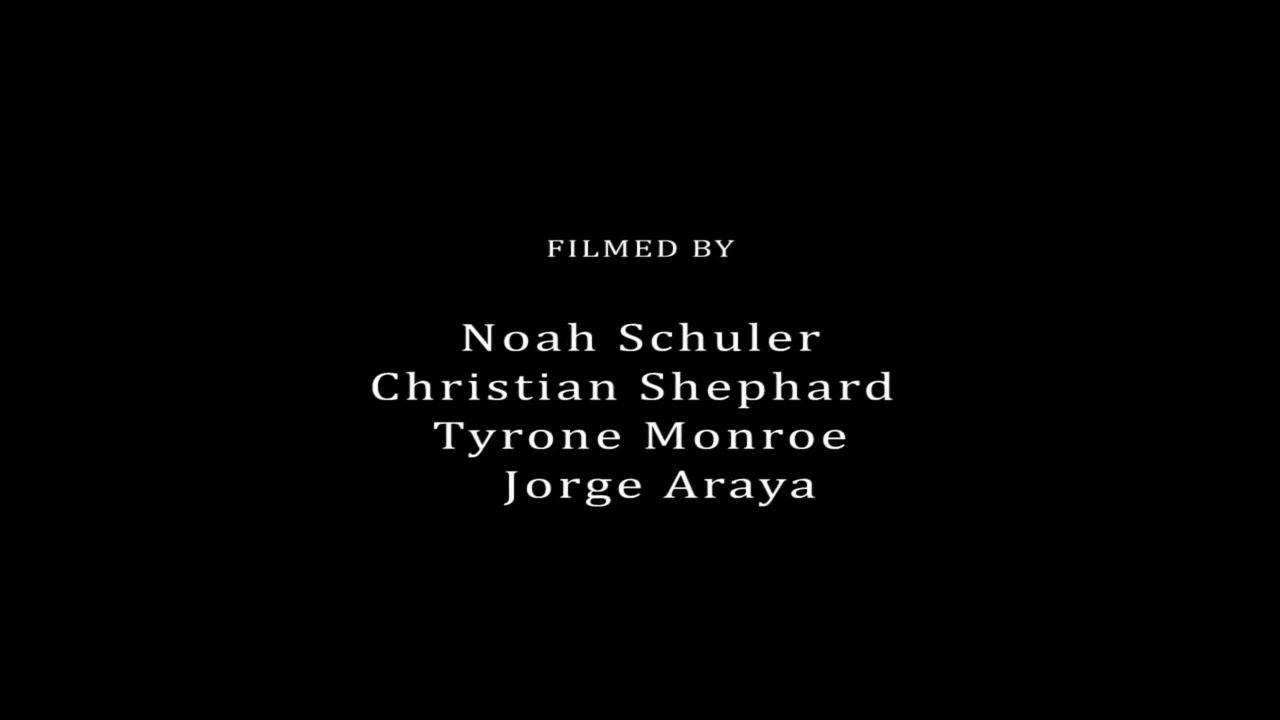 FILMED BY
Noah Schuler
Christian Shephard
Tyrone Monroe
Jorge Araya